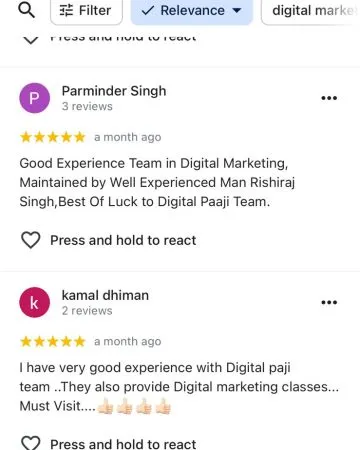 Filter
Relevance
digital marke
Press and hold to react
P
Parminder Singh
3 reviews
a month ago
Good Experience Team in Digital Marketing,
Maintained by Well Experienced Man Rishiraj
Singh,Best Of Luck to Digital Paaji Team.
Press and hold to react
k
kamal dhiman
2 reviews
a month ago
I have very good experience with Digital paji
team ..They also provide Digital marketing classes...
Must Visit....👍🏻👍🏻👍🏻👍🏻
Press and hold to react